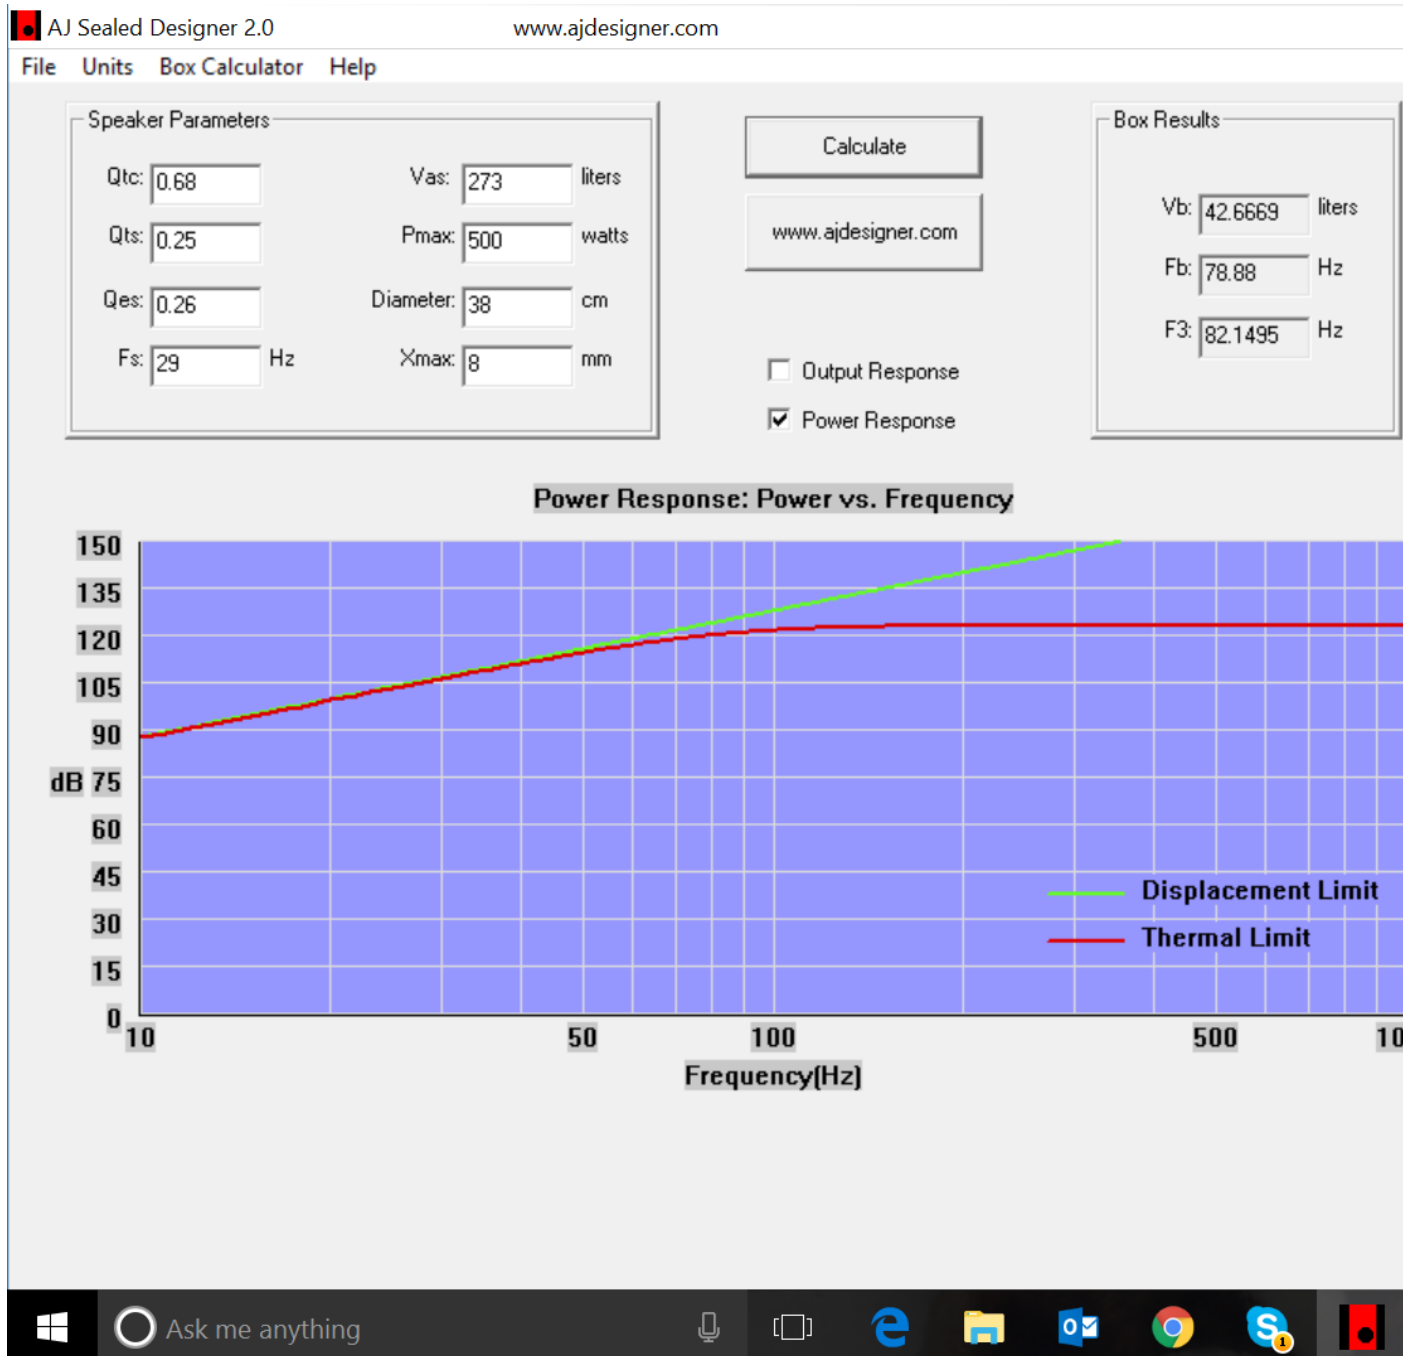 AJ Sealed Designer 2.0 www.ajdesigner.com
File Units Box Calculator Help
Speaker Parameters
Qtc: 0.68 Vas: 273 liters
Qts: 0.25 Pmax: 500 watts
Qes: 0.26 Diameter: 38 cm
Fs: 29 Hz Xmax: 8 mm
Calculate
www.ajdesigner.com
Output Response
Power Response
Box Results
Vb: 42.6669 liters
Fb: 78.88 Hz
F3: 82.1495 Hz
Power Response: Power vs. Frequency
150
135
120
105
90
dB 75
60
45
30
15
0
Displacement Limit
Thermal Limit
10 50 100 500 10
Frequency(Hz)
Ask me anything
1